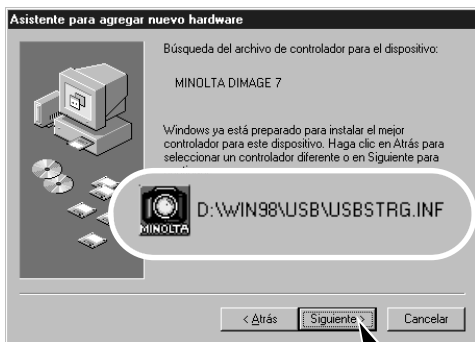 Asistente para agregar nuevo hardware
Búsqueda del archivo de controlador para el dispositivo:
MINOLTA DIMAGE 7
Windows ya está preparado para instalar el mejor
controlador para este dispositivo. Haga clic en Atrás para
seleccionar un controlador diferente o en Siguiente para
MINOLTA
D:\WIN98\USB\USBSTRG.INF
< Atrás
Siguiente >
Cancelar